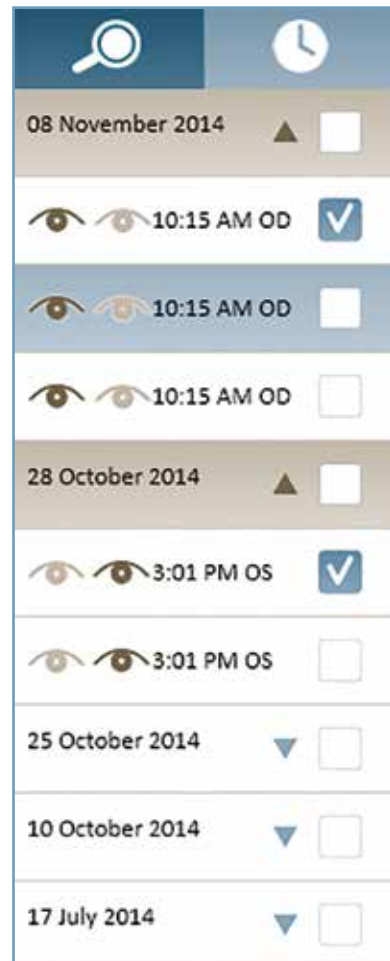 08 November 2014
10:15 AM OD
10:15 AM OD
10:15 AM OD
28 October 2014
3:01 PM OS
3:01 PM OS
25 October 2014
10 October 2014
17 July 2014